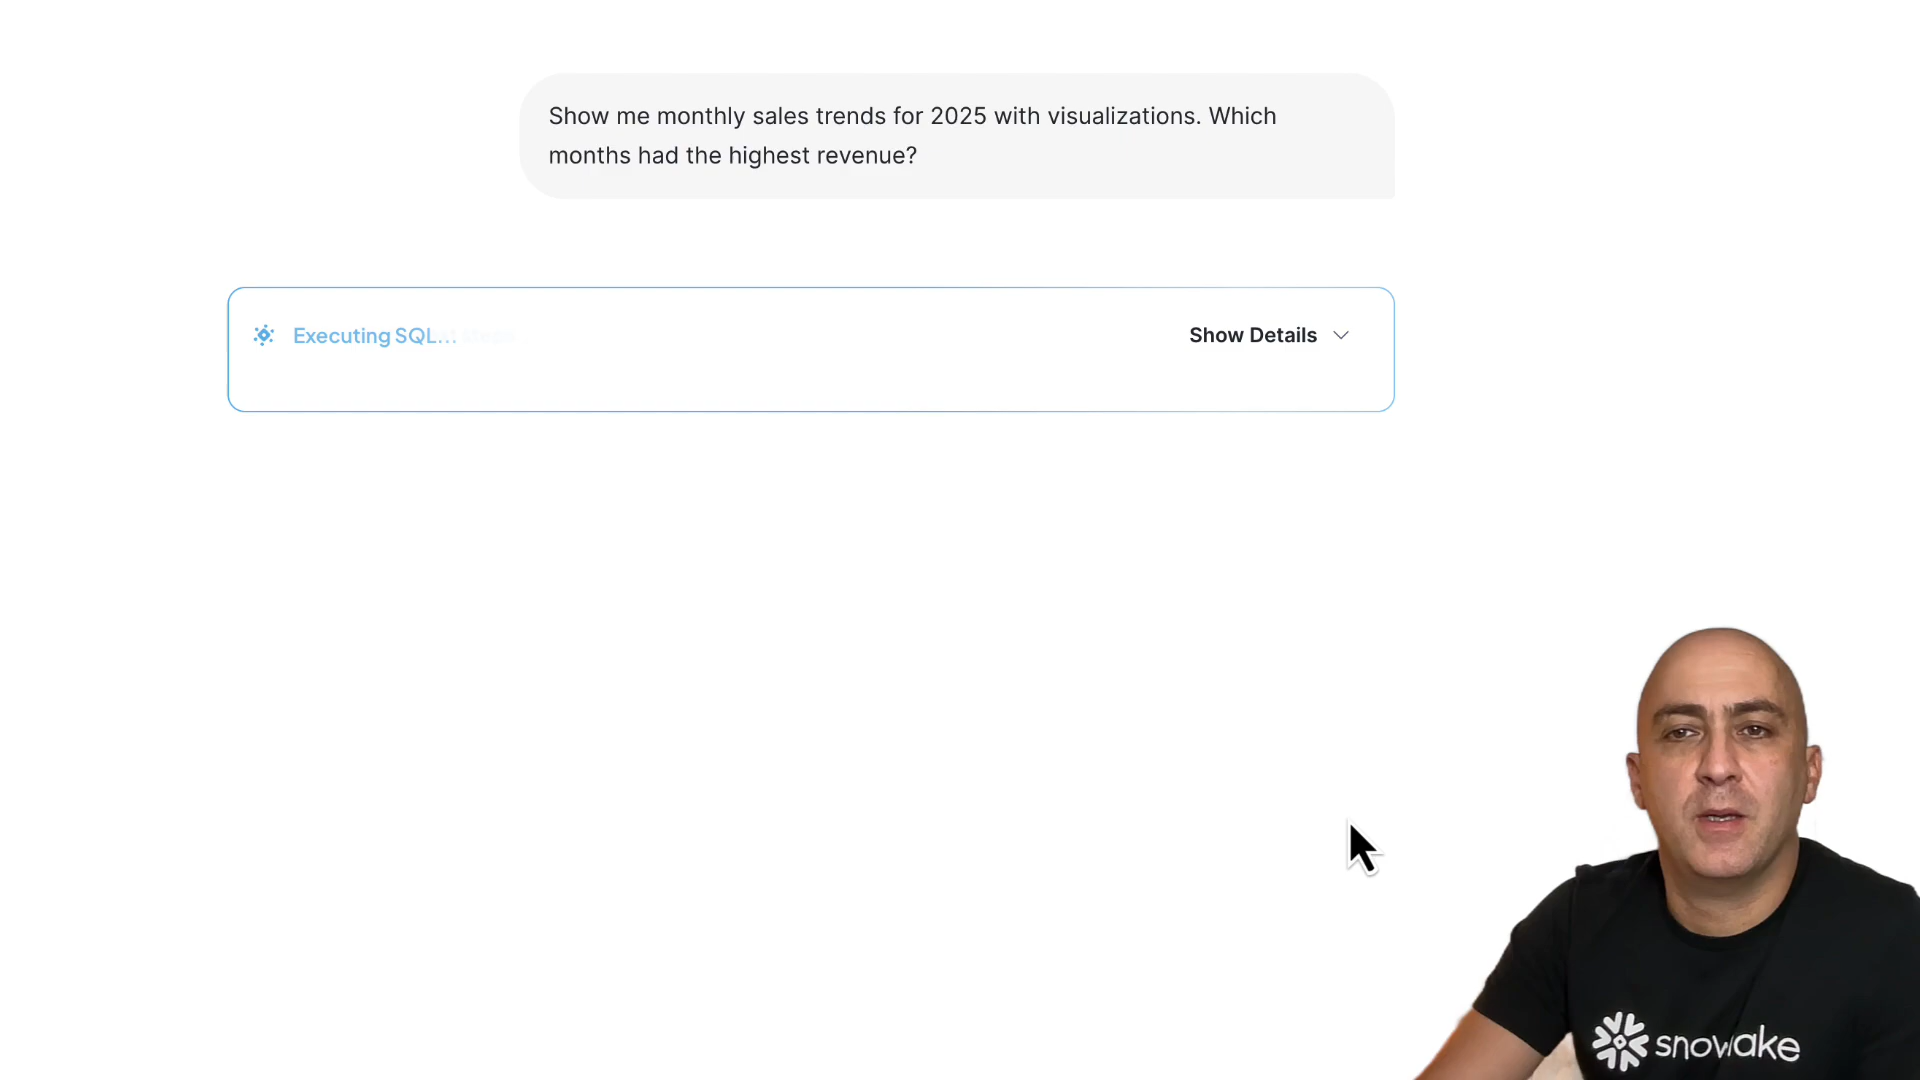 Show me monthly sales trends for 2025 with visualizations. Which
months had the highest revenue?
Executing SQL...
Show Details
snowflake